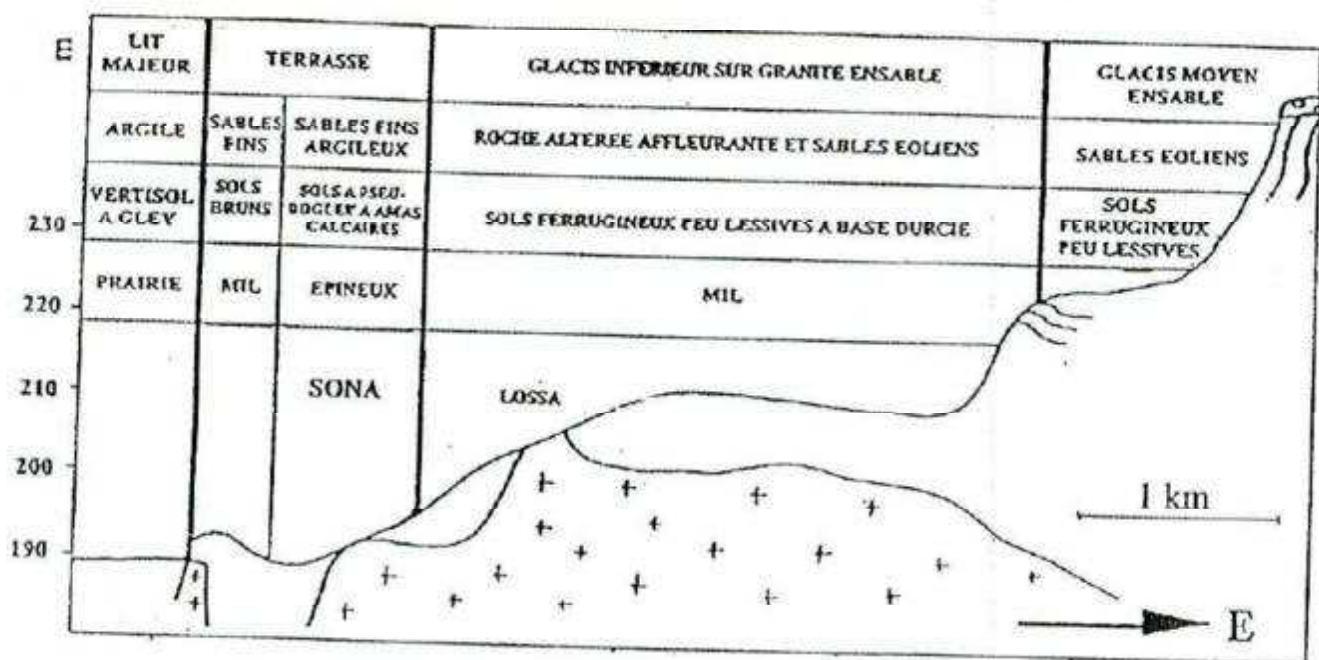 m
LIT
MAJEUR
TERRASSE
GLACIS INFERIEUR SUR GRANITE ENSABLE
GLACIS MOYEN
ENSABLE
ARGILE
SABLES
FINS
SABLES FINS
ARGILEUX
ROCHE ALTEREE AFFLEURANTE ET SABLES EOLIENS
SABLES EOLIENS
VERTISOL
A GLEY
SOLS
BRUNS
SOLS A PSEU-
DOGLEY A AMAS
CALCAIRES
SOLS FERRUGINEUX PEU LESSIVES A BASE DURCIE
SOLS
FERRUGINEUX
PEU LESSIVES
PRAIRIE
MIL
EPINEUX
MIL
230
220
210
200
190
SONA
LOSSA
1 km
E